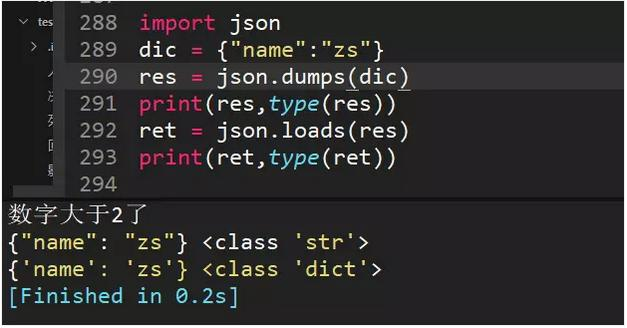 tes
288 import json
289 dic = {"name":"zs"}
290 res = json.dumps(dic)
291 print(res,type(res))
292 ret = json.loads(res)
293 print(ret,type(ret))
294
数字大于2了
{"name": "zs"} <class 'str'>
{'name': 'zs'} <class 'dict'>
[Finished in 0.2s]